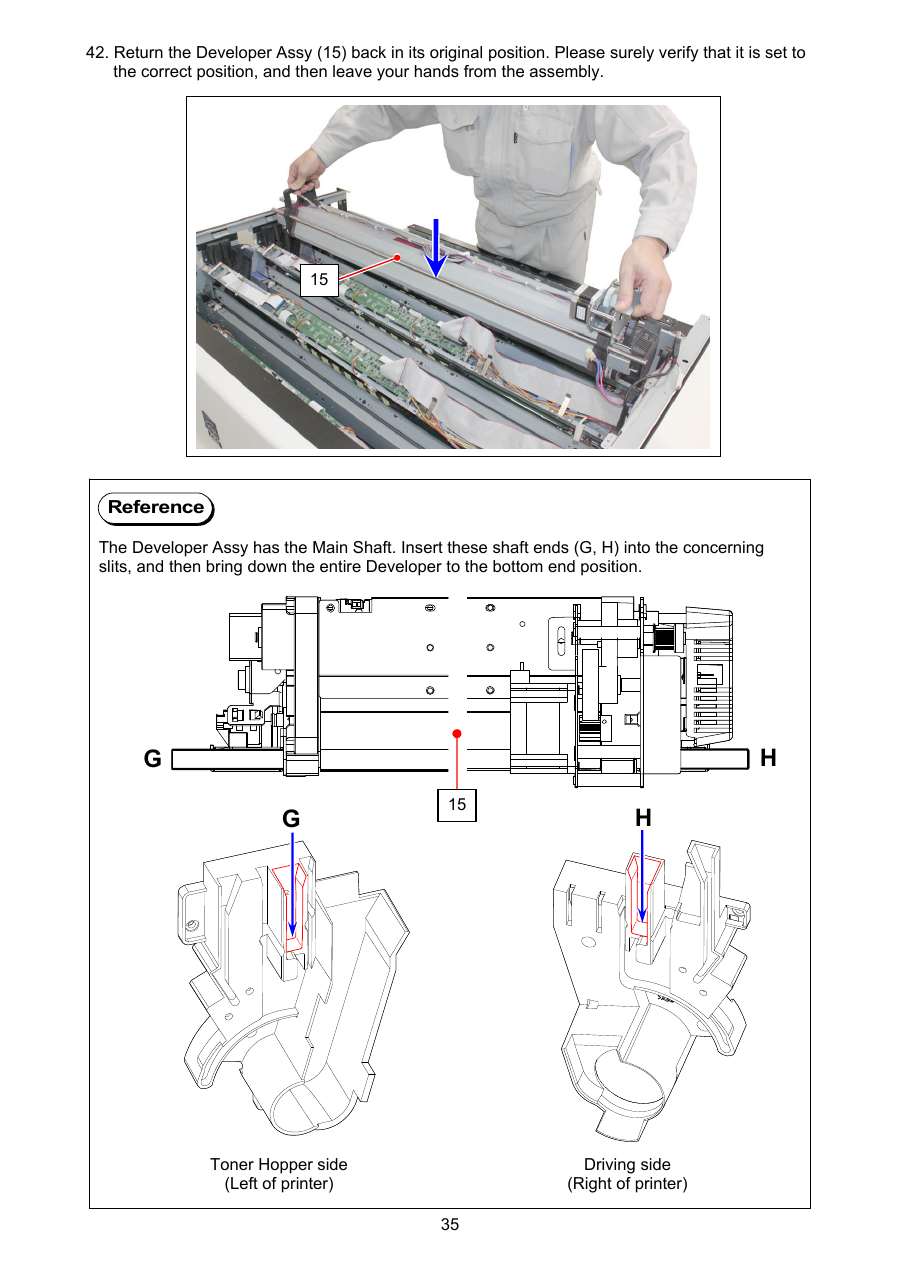 42. Return the Developer Assy (15) back in its original position. Please surely verify that it is set to
the correct position, and then leave your hands from the assembly.
15
Reference
The Developer Assy has the Main Shaft. Insert these shaft ends (G, H) into the concerning
slits, and then bring down the entire Developer to the bottom end position.
G
H
15
G
H
Toner Hopper side
(Left of printer)
Driving side
(Right of printer)
35